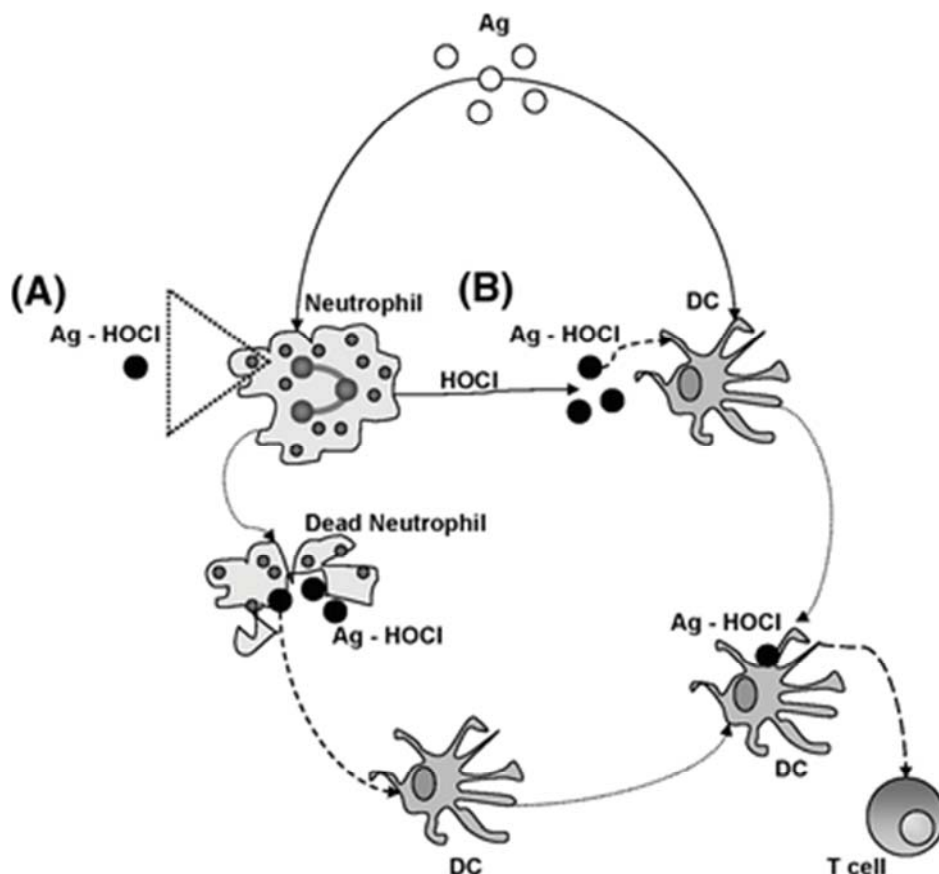 Ag
(A)
Neutrophil
(B)
DC
Ag - HOCl
Ag - HOCl
HOCl
Dead Neutrophil
Ag - HOCl
Ag - HOCl
DC
DC
T cell